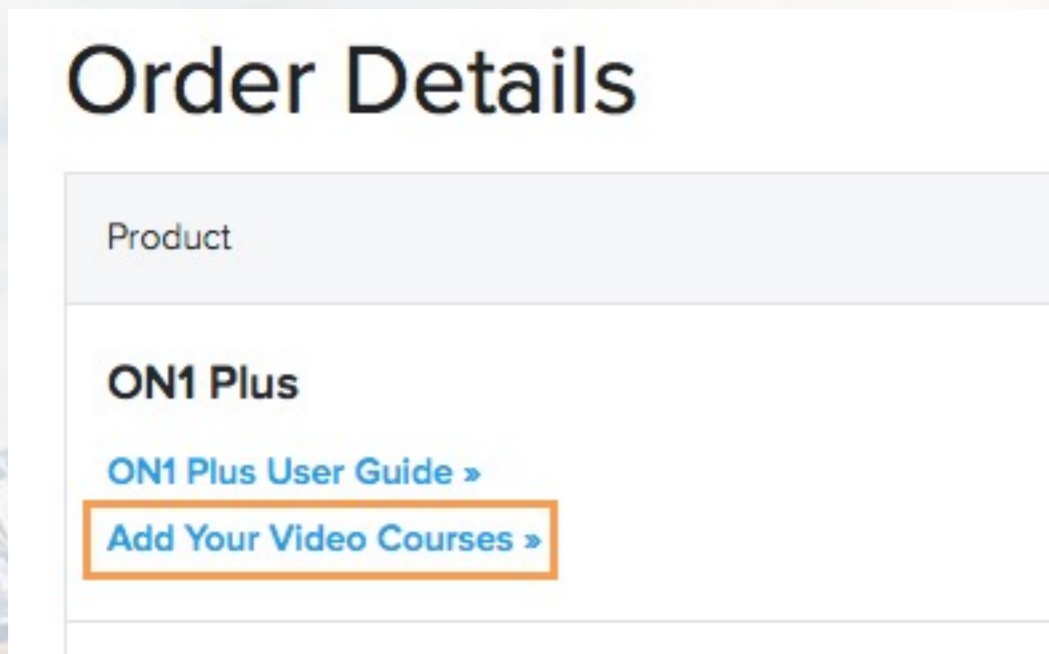 Order Details
Product
ON1 Plus
ON1 Plus User Guide »
Add Your Video Courses »